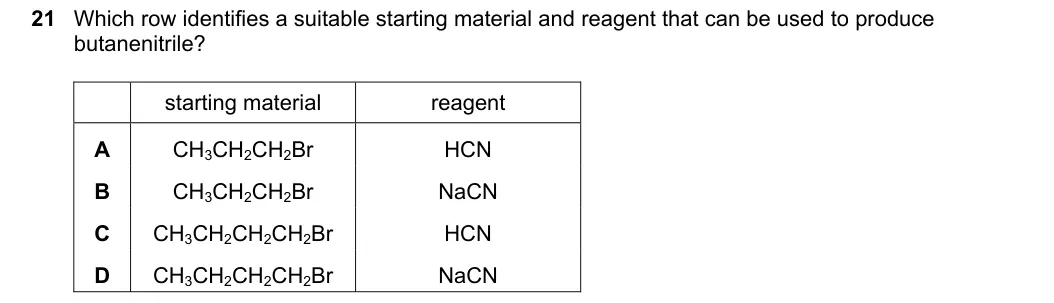 21 Which row identifies a suitable starting material and reagent that can be used to produce
butanenitrile?
starting material reagent
A CH₃CH₂CH₂Br HCN
B CH₃CH₂CH₂Br NaCN
C CH₃CH₂CH₂CH₂Br HCN
D CH₃CH₂CH₂CH₂Br NaCN